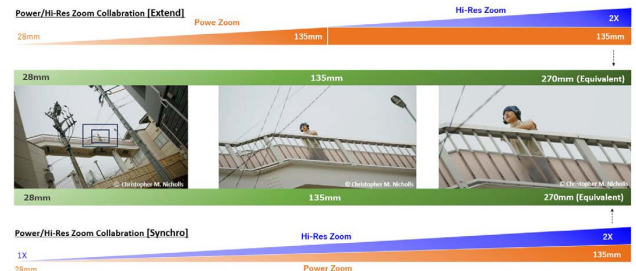 Power/Hi-Res Zoom Collabration [Extend]
Hi-Res Zoom
Powe Zoom
2X
28mm
135mm
135mm
28mm
135mm
270mm (Equivalent)
© Christopher M. Nicholls
© Christopher M. Nicholls
© Christopher M. Nicholls
28mm
135mm
270mm (Equivalent)
Power/Hi-Res Zoom Collabration [Synchro]
Hi-Res Zoom
2X
1X
135mm
28mm
Power Zoom